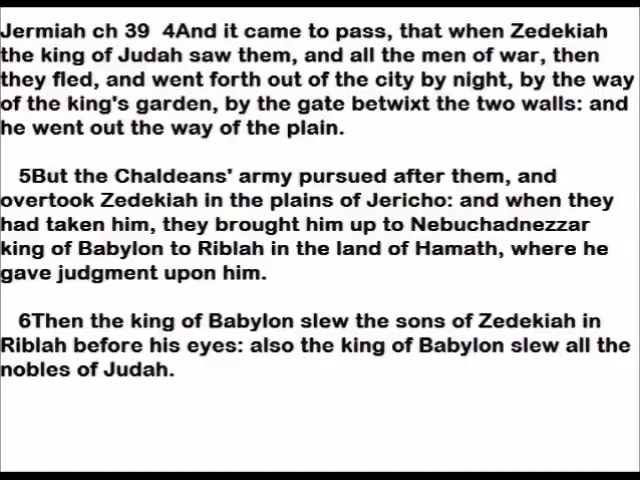 Jermiah ch 39  4And it came to pass, that when Zedekiah
the king of Judah saw them, and all the men of war, then
they fled, and went forth out of the city by night, by the way
of the king's garden, by the gate betwixt the two walls: and
he went out the way of the plain.
5But the Chaldeans' army pursued after them, and
overtook Zedekiah in the plains of Jericho: and when they
had taken him, they brought him up to Nebuchadnezzar
king of Babylon to Riblah in the land of Hamath, where he
gave judgment upon him.
6Then the king of Babylon slew the sons of Zedekiah in
Riblah before his eyes: also the king of Babylon slew all the
nobles of Judah.